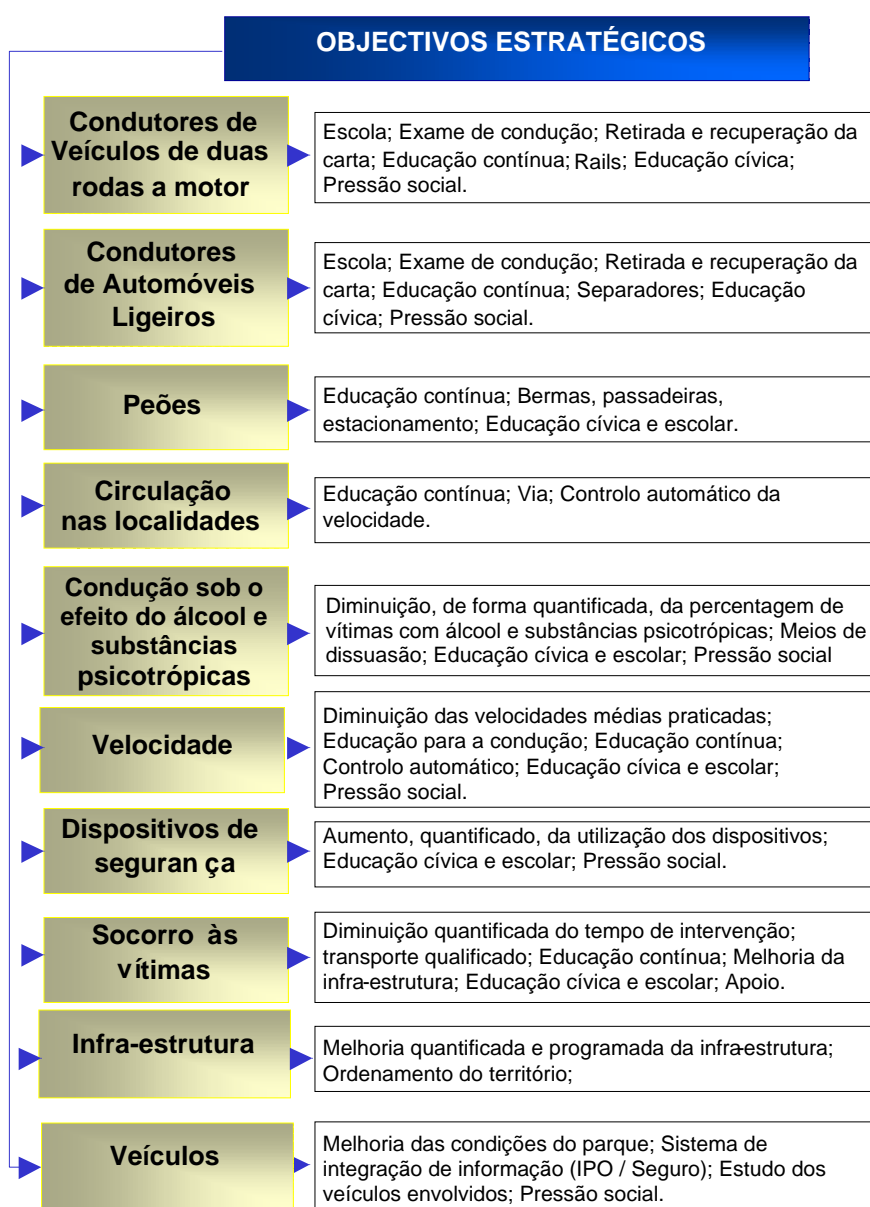 OBJECTIVOS ESTRATÉGICOS
Condutores de
Veículos de duas
rodas a motor
Escola; Exame de condução; Retirada e recuperação da
carta; Educação contínua; Rails; Educação cívica;
Pressão social.
Condutores
de Automóveis
Ligeiros
Escola; Exame de condução; Retirada e recuperação da
carta; Educação contínua; Separadores; Educação
cívica; Pressão social.
Peões
Educação contínua; Bermas, passadeiras,
estacionamento; Educação cívica e escolar.
Circulação
nas localidades
Educação contínua; Via; Controlo automático da
velocidade.
Condução sob o
efeito do álcool e
substâncias
psicotrópicas
Diminuição, de forma quantificada, da percentagem de
vítimas com álcool e substâncias psicotrópicas; Meios de
dissuasão; Educação cívica e escolar; Pressão social
Velocidade
Diminuição das velocidades médias praticadas;
Educação para a condução; Educação contínua;
Controlo automático; Educação cívica e escolar;
Pressão social.
Dispositivos de
seguran ça
Aumento, quantificado, da utilização dos dispositivos;
Educação cívica e escolar; Pressão social.
Socorro às
vítimas
Diminuição quantificada do tempo de intervenção;
transporte qualificado; Educação contínua; Melhoria da
infra-estrutura; Educação cívica e escolar; Apoio.
Infra-estrutura
Melhoria quantificada e programada da infra-estrutura;
Ordenamento do território;
Veículos
Melhoria das condições do parque; Sistema de
integração de informação (IPO / Seguro); Estudo dos
veículos envolvidos; Pressão social.